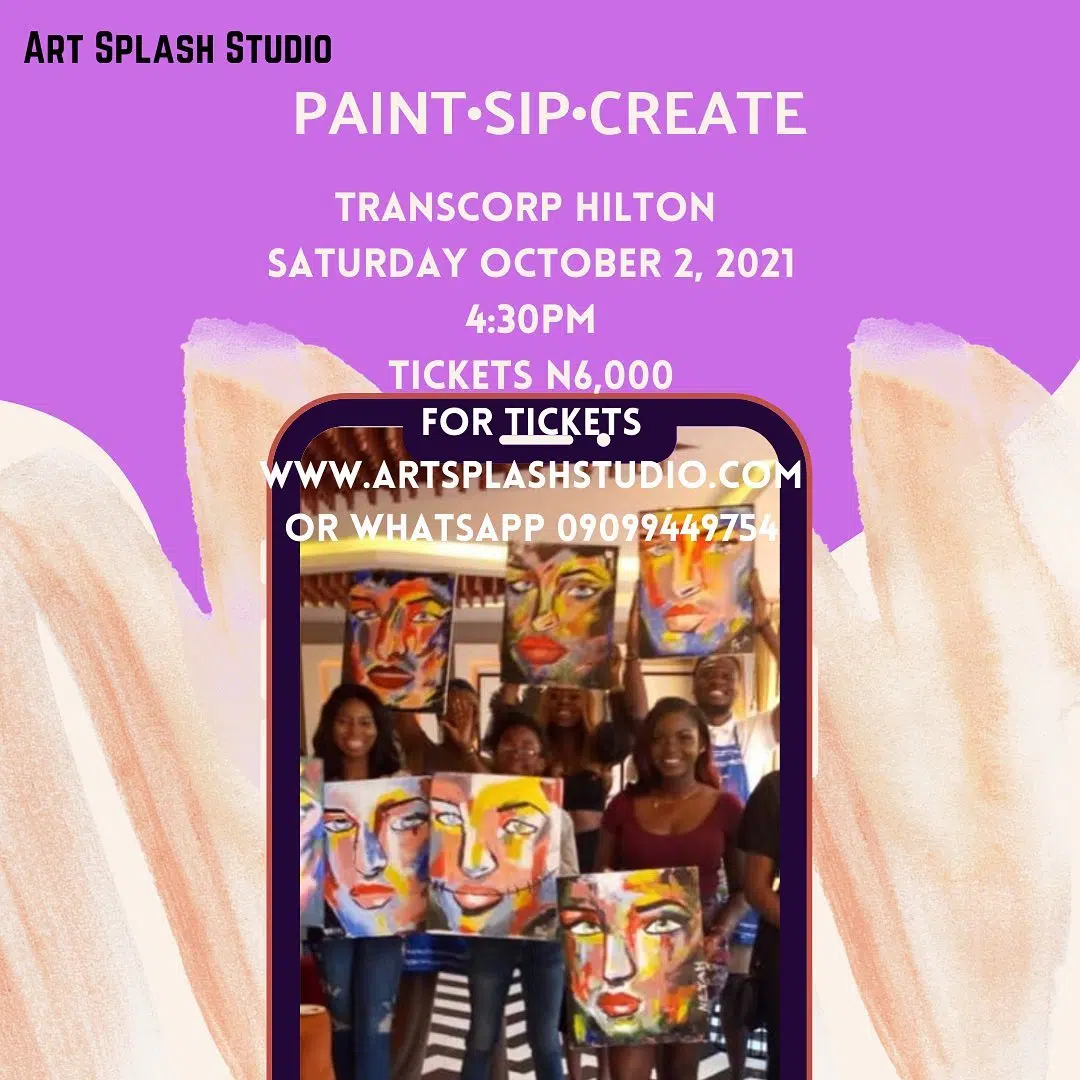 ART SPLASH STUDIO
PAINT•SIP•CREATE
TRANSCORP HILTON
SATURDAY OCTOBER 2, 2021
4:30PM
TICKETS N6,000
FOR TICKETS
WWW.ARTSPLASHSTUDIO.COM
OR WHATSAPP 09099449754